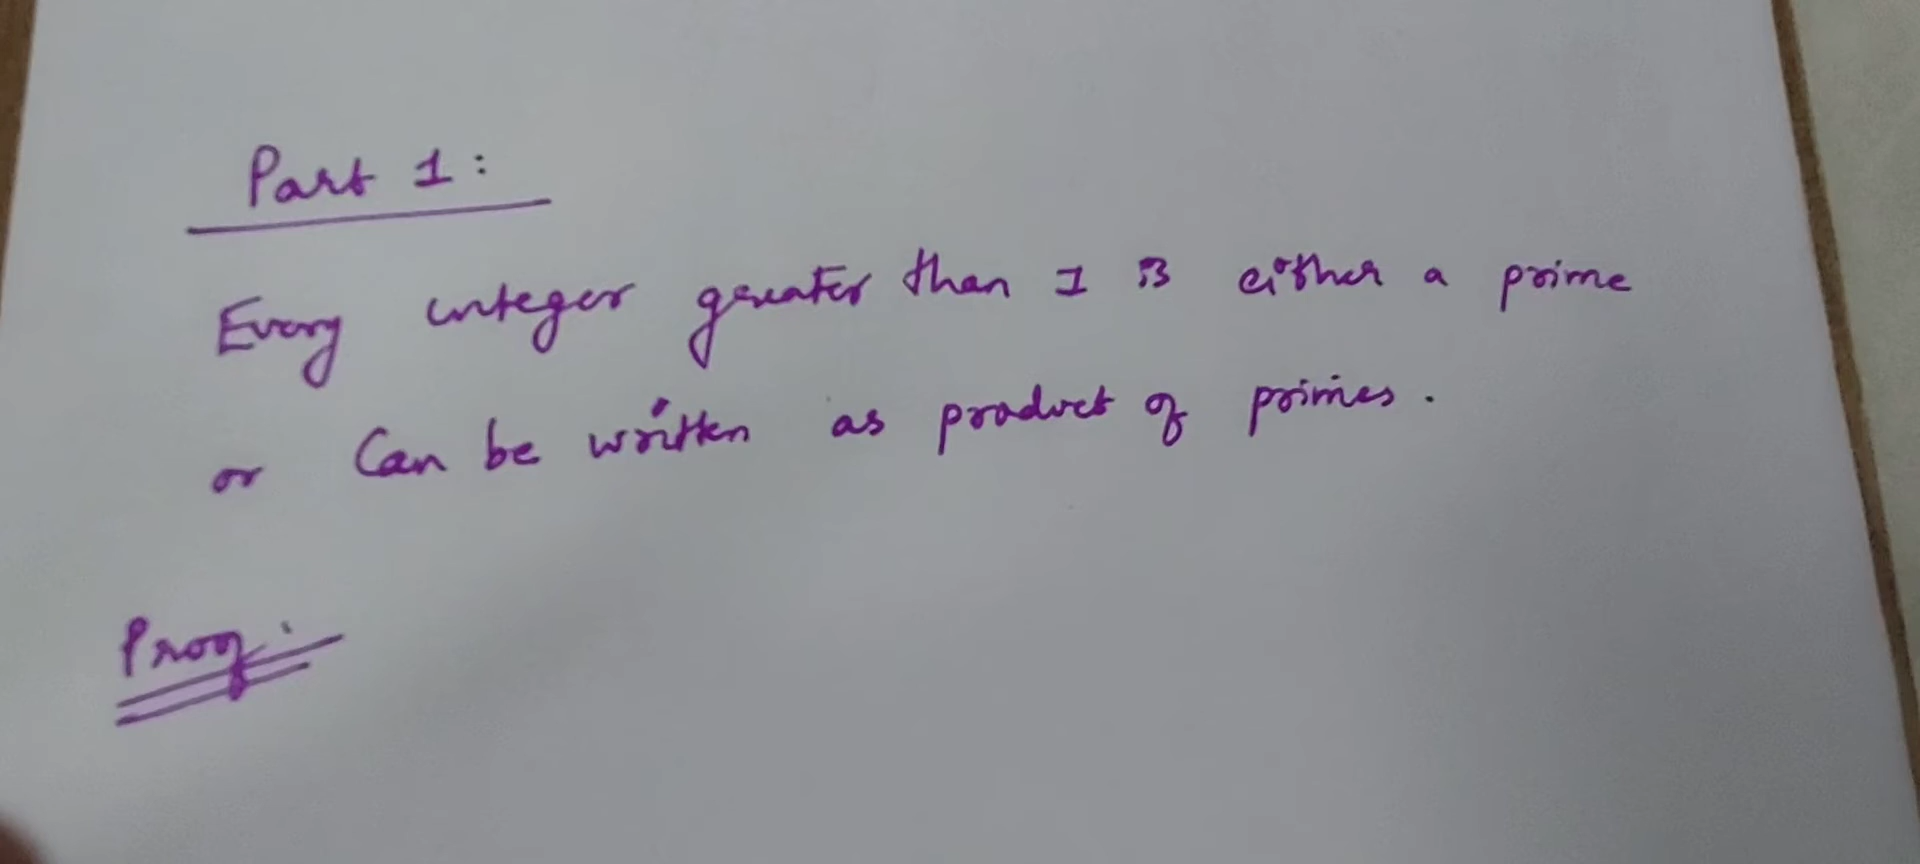 Part 1:
Every integer greater than 1 is either a prime
or Can be written as product of primes.
Proof: